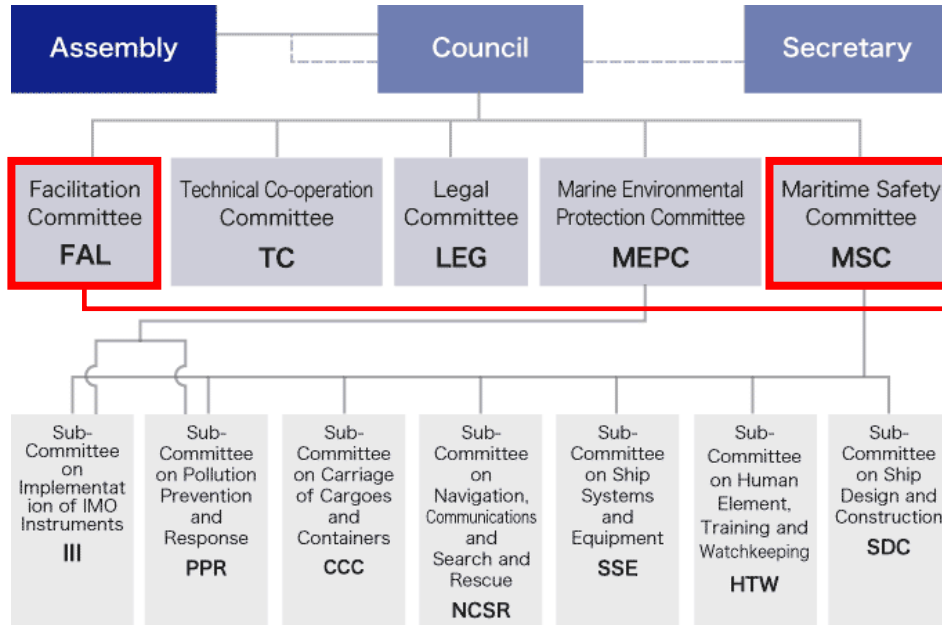 Assembly
Council
Secretary
Facilitation
Committee
FAL
Technical Co-operation
Committee
TC
Legal
Committee
LEG
Marine Environmental
Protection Committee
MEPC
Maritime Safety
Committee
MSC
Sub-
Committee
on
Implementat
ion of IMO
Instruments
III
Sub-
Committee
on Pollution
Prevention
and
Response
PPR
Sub-
Committee
on Carriage
of Cargoes
and
Containers
CCC
Sub-
Committee
on
Navigation,
Communications
and
Search and
Rescue
NCSR
Sub-
Committee
on Ship
Systems
and
Equipment
SSE
Sub-
Committee
on Human
Element,
Training and
Watchkeeping
HTW
Sub-
Committee
on Ship
Design and
Construction
SDC